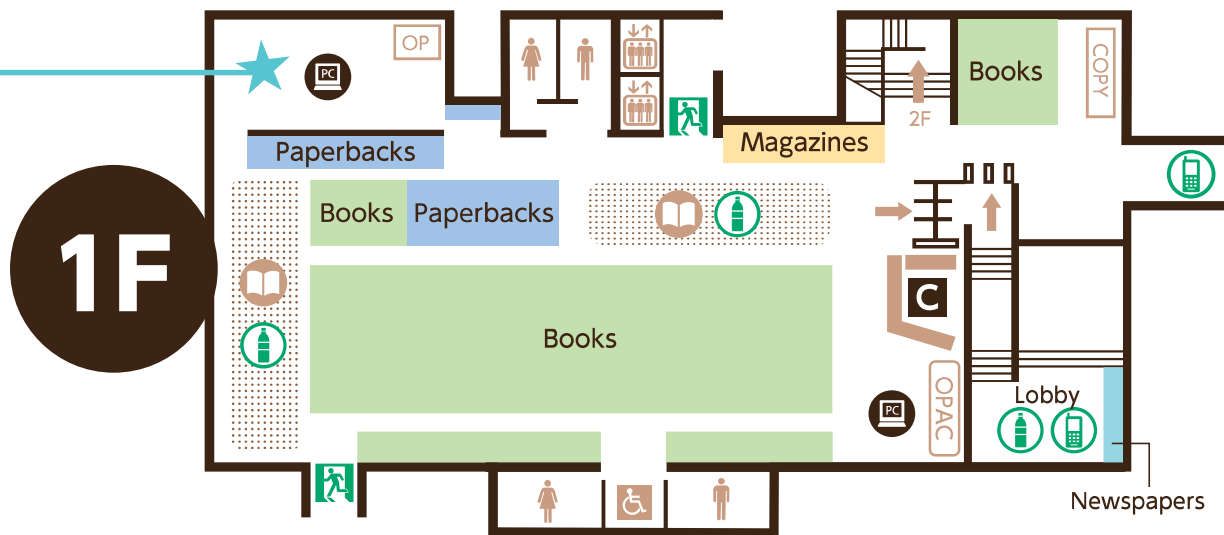 OP
PC
Books
COPY
2F
Magazines
Paperbacks
Books
Paperbacks
1F
C
Books
PC
OPAC
Lobby
Newspapers